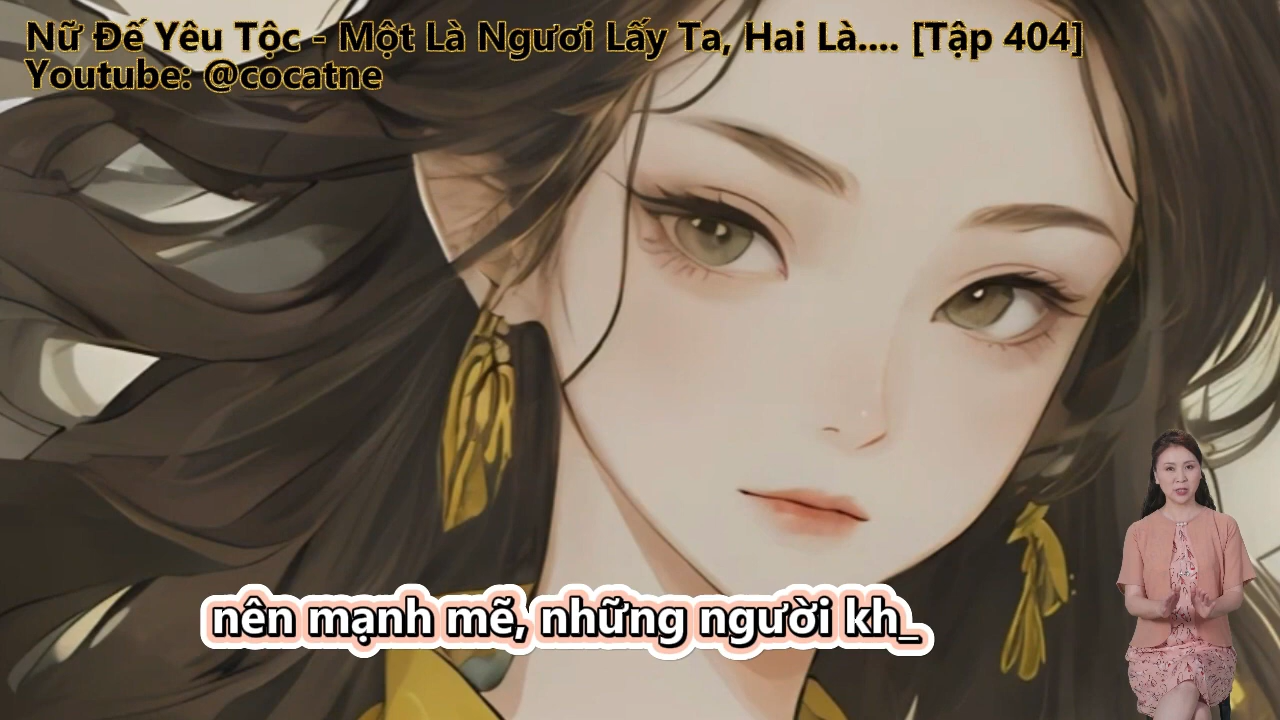 Nữ Đế Yêu Tộc - Một Là Ngươi Lấy Ta, Hai Là.... [Tập 404]
Youtube: @cocatne
nên mạnh mẽ, những người kh_